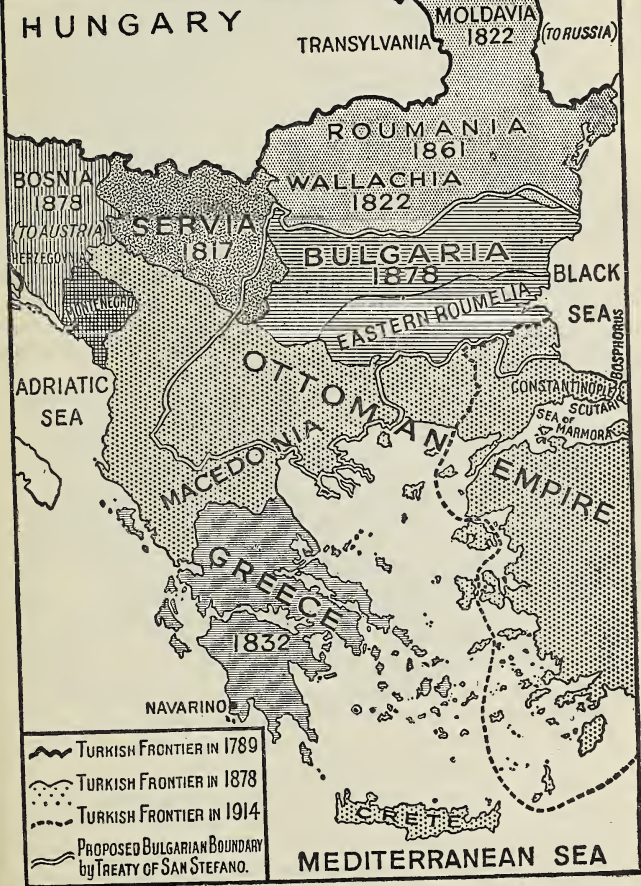 HUNGARY
MOLDAVIA
1822
(TO RUSSIA)
TRANSYLVANIA
ROUMANIA
1861
WALLACHIA
1822
BOSNIA
1878
(TO AUSTRIA)
HERZEGOVINA
SERVIA
1817
MONTENEGRO
BULGARIA
1878
EASTERN ROUMELIA
BLACK
SEA
BOSPHORUS
ADRIATIC
SEA
OTTOMAN
EMPIRE
CONSTANTINOPLE
SCUTARI
SEA
OF
MARMORA
MACEDONIA
GREECE
1832
NAVARINO
CRETE
MEDITERRANEAN SEA
TURKISH FRONTIER IN 1789
TURKISH FRONTIER IN 1878
TURKISH FRONTIER IN 1914
PROPOSED BULGARIAN BOUNDARY
by TREATY OF SAN STEFANO.